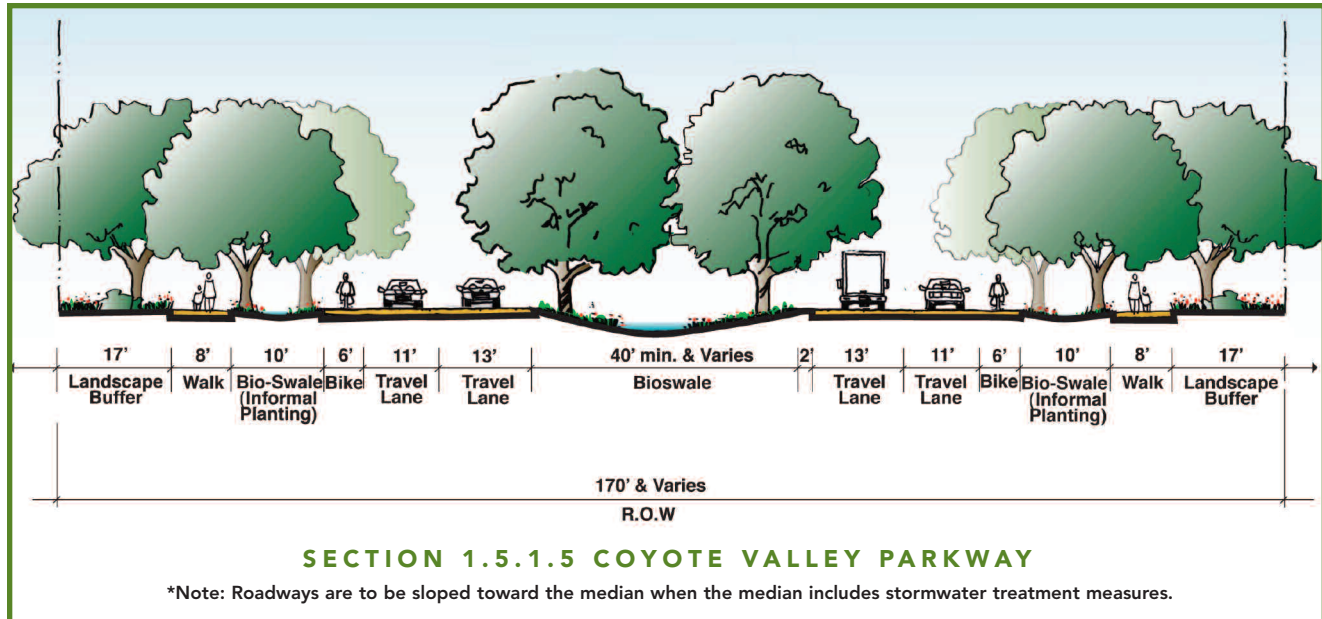 17' 8' 10' 6' 11' 13' 40' min. & Varies 2' 13' 11' 6' 10' 8' 17'
Landscape Walk Bio-Swale Bike Travel Travel Bioswale Travel Travel Bike Bio-Swale Walk Landscape
Buffer (Informal Lane Lane Lane Lane (Informal Buffer
Planting) Planting)
170' & Varies
R.O.W
SECTION 1.5.1.5 COYOTE VALLEY PARKWAY
*Note: Roadways are to be sloped toward the median when the median includes stormwater treatment measures.